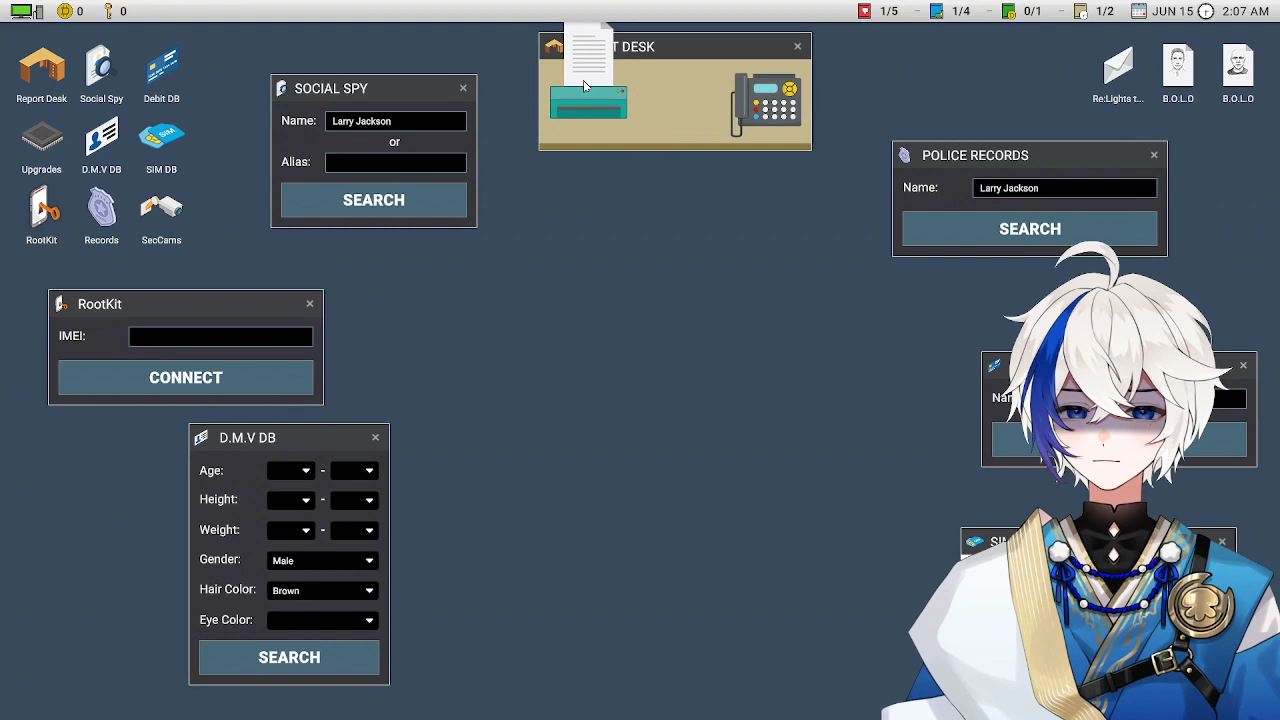 0
0
1/5
1/4
0/1
1/2
JUN 15
2:07 AM
Report Desk
Social Spy
Debit DB
Upgrades
D.M.V DB
SIM DB
RootKit
Records
SecCams
SOCIAL SPY
Name: Larry Jackson
or
Alias:
SEARCH
DESK
Re:Lights t...
B.O.L.O
B.O.L.O
POLICE RECORDS
Name: Larry Jackson
SEARCH
RootKit
IMEI:
CONNECT
D.M.V DB
Age: -
Height: -
Weight: -
Gender: Male
Hair Color: Brown
Eye Color:
SEARCH